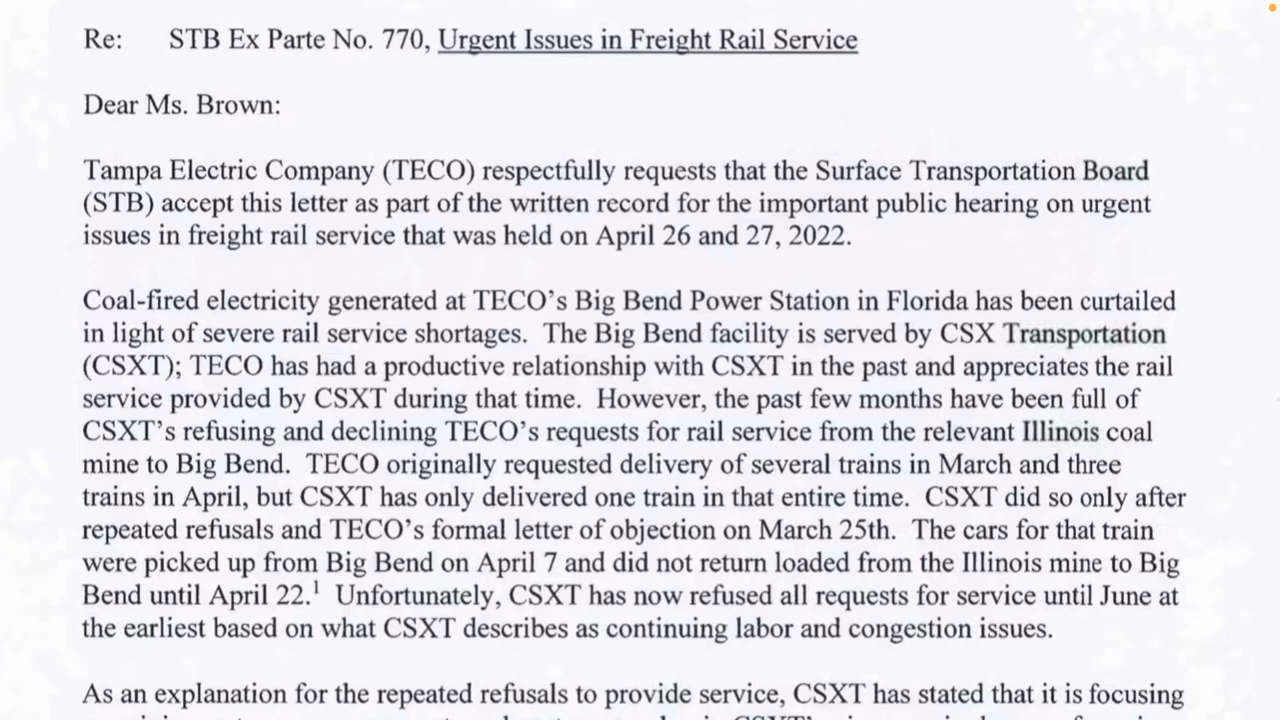 Re: STB Ex Parte No. 770, Urgent Issues in Freight Rail Service
Dear Ms. Brown:
Tampa Electric Company (TECO) respectfully requests that the Surface Transportation Board
(STB) accept this letter as part of the written record for the important public hearing on urgent
issues in freight rail service that was held on April 26 and 27, 2022.
Coal-fired electricity generated at TECO’s Big Bend Power Station in Florida has been curtailed
in light of severe rail service shortages. The Big Bend facility is served by CSX Transportation
(CSXT); TECO has had a productive relationship with CSXT in the past and appreciates the rail
service provided by CSXT during that time. However, the past few months have been full of
CSXT’s refusing and declining TECO’s requests for rail service from the relevant Illinois coal
mine to Big Bend. TECO originally requested delivery of several trains in March and three
trains in April, but CSXT has only delivered one train in that entire time. CSXT did so only after
repeated refusals and TECO’s formal letter of objection on March 25th. The cars for that train
were picked up from Big Bend on April 7 and did not return loaded from the Illinois mine to Big
Bend until April 22.¹ Unfortunately, CSXT has now refused all requests for service until June at
the earliest based on what CSXT describes as continuing labor and congestion issues.
As an explanation for the repeated refusals to provide service, CSXT has stated that it is focusing